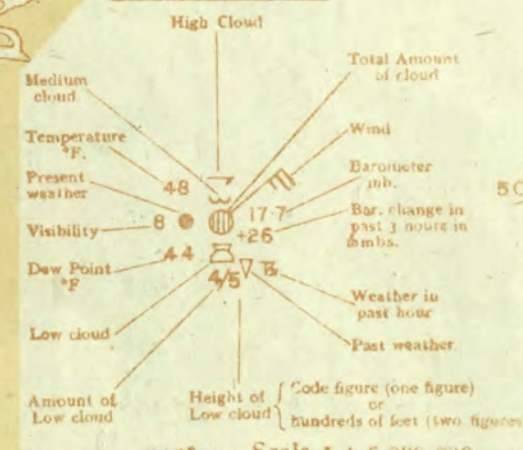 High Cloud
Total Amount
of cloud
Medium
cloud
Wind
Temperature
°F.
Barometer
mb.
Present
weather
48
50
8
17·7
Bar. change in
past 3 hours in
Visibility
+26
Dew Point
°F
44
4/5
Weather in
past hour
Low cloud
Past weather.
Amount of
Low cloud
Height of
Low cloud
Code figure (one figure)
or
hundreds of feet (two figures
Scale